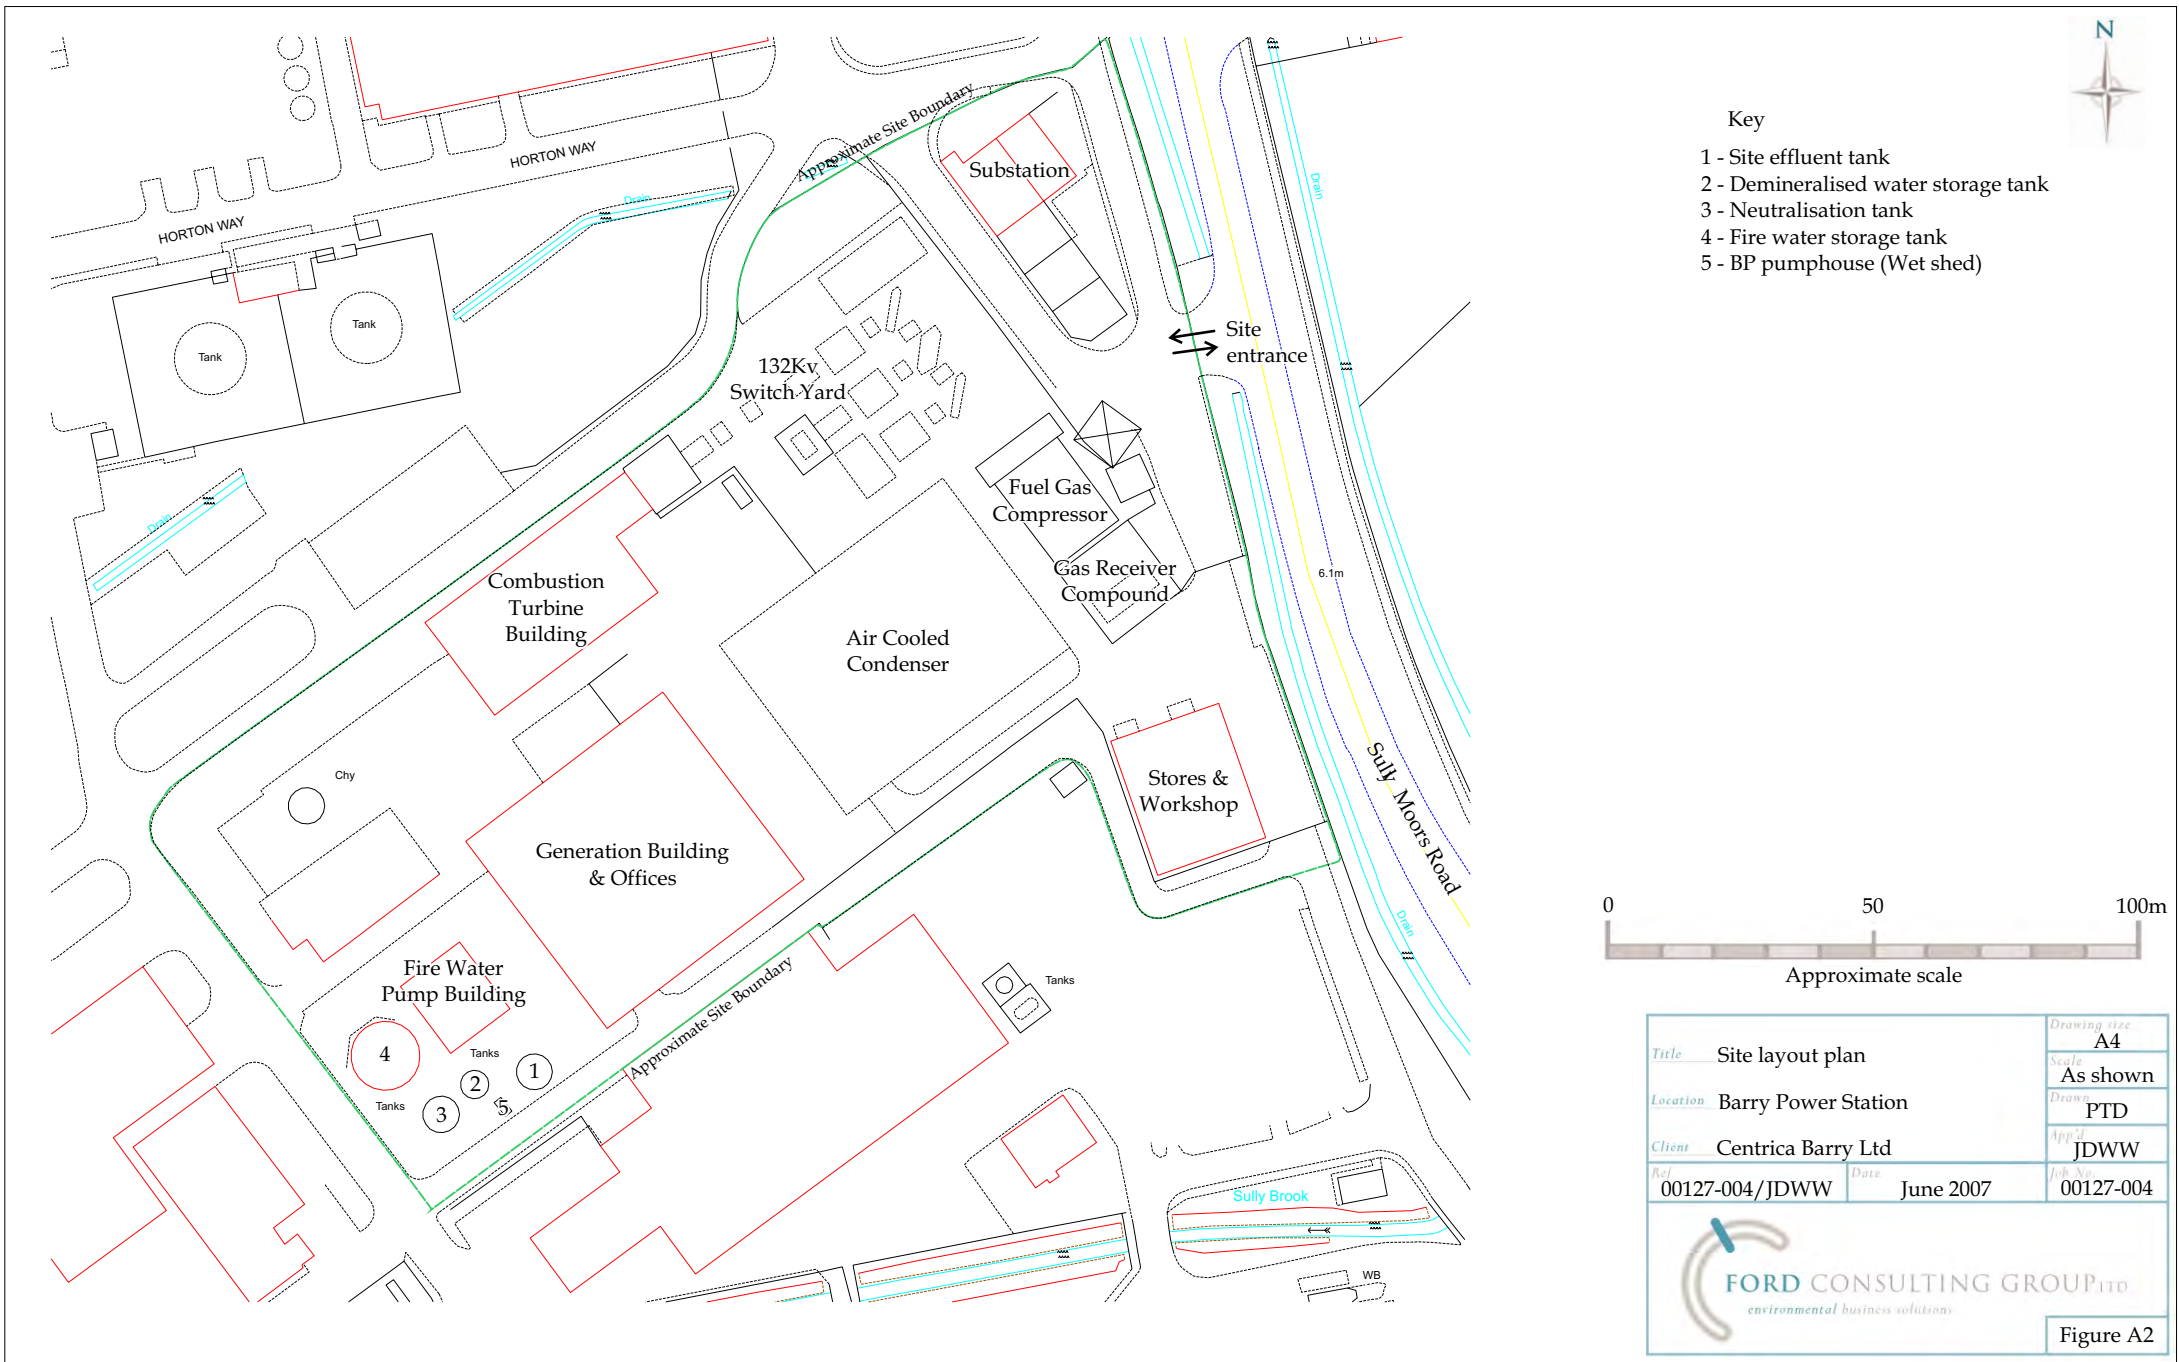 N
Key
1 - Site effluent tank
2 - Demineralised water storage tank
3 - Neutralisation tank
4 - Fire water storage tank
5 - BP pumphouse (Wet shed)
HORTON WAY
HORTON WAY
Drain
Approximate Site Boundary
Substation
Drain
Tank
Tank
Site
entrance
132Kv
Switch Yard
Fuel Gas
Compressor
Gas Receiver
Compound
6.1m
Drain
Combustion
Turbine
Building
Air Cooled
Condenser
Chy
Stores &
Workshop
Sully Moors Road
Generation Building
& Offices
Drain
Fire Water
Pump Building
Approximate Site Boundary
Tanks
4
Tanks
1
2
Tanks
3
5
Sully Brook
WB
0 50 100m
Approximate scale
Title Site layout plan
Drawing size
A4
Scale
As shown
Location Barry Power Station
Drawn
PTD
Client Centrica Barry Ltd
App'd
JDWW
Ref
00127-004/JDWW
Date
June 2007
Job No.
00127-004
FORD CONSULTING GROUP LTD
environmental business solutions
Figure A2